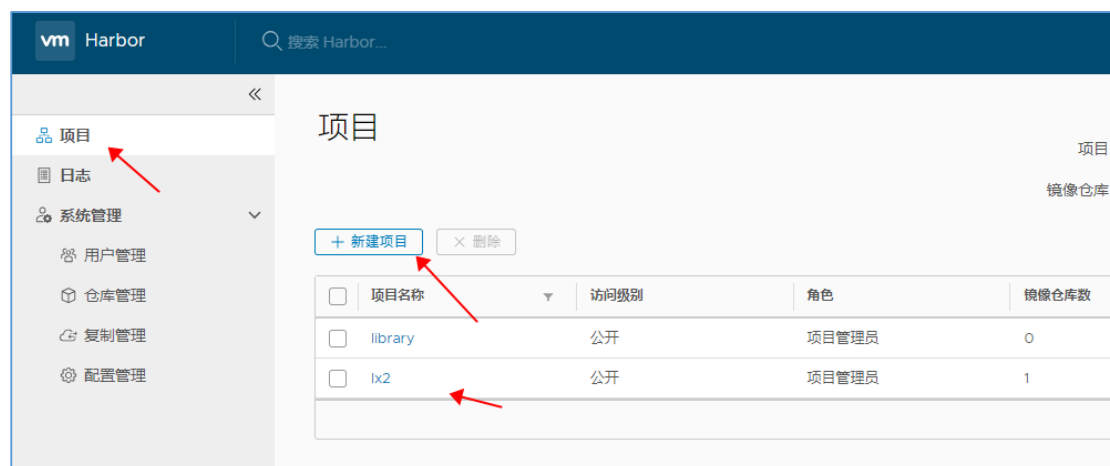 vm Harbor 搜索 Harbor...
项目
日志
系统管理
用户管理
仓库管理
复制管理
配置管理
项目
项目
镜像仓库
+ 新建项目 × 删除
项目名称 访问级别 角色 镜像仓库数
library 公开 项目管理员 0
lx2 公开 项目管理员 1